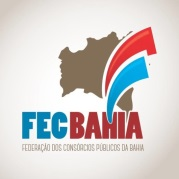 FECBAHIA
FEDERAÇÃO DOS CONSÓRCIOS PÚBLICOS DA BAHIA